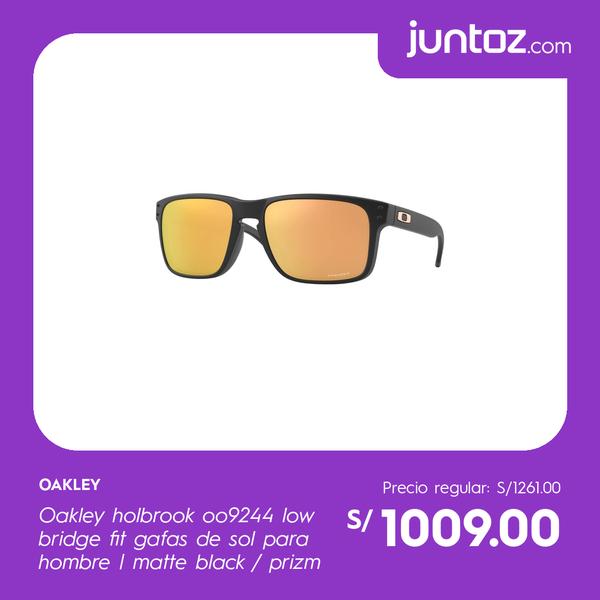 juntoz.com
OAKLEY
Oakley holbrook oo9244 low
bridge fit gafas de sol para
hombre | matte black / prizm
Precio regular: S/1261.00
S/ 1009.00